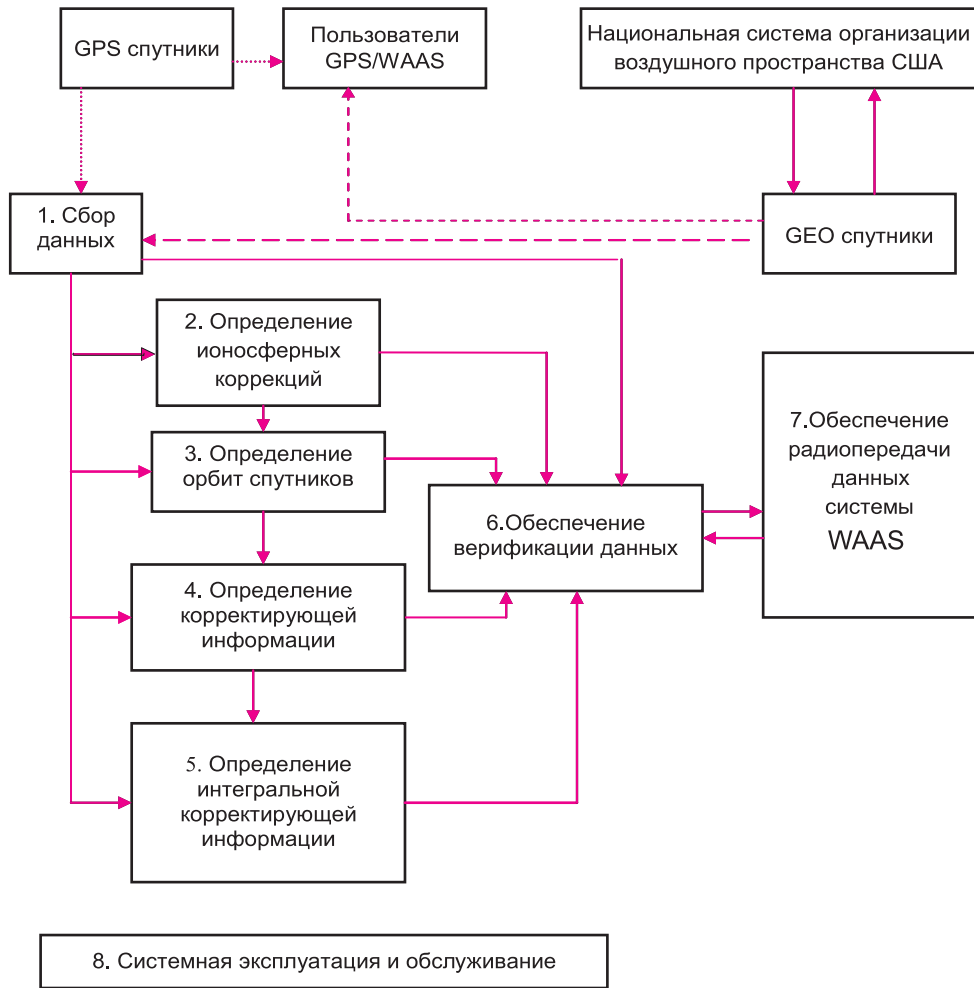 GPS спутники
Пользователи
GPS/WAAS
Национальная система организации
воздушного пространства США
1. Сбор
данных
GEO спутники
2. Определение
ионосферных
коррекций
3. Определение
орбит спутников
4. Определение
корректирующей
информации
5. Определение
интегральной
корректирующей
информации
6.Обеспечение
верификации данных
7.Обеспечение
радиопередачи
данных
системы
WAAS
8. Системная эксплуатация и обслуживание